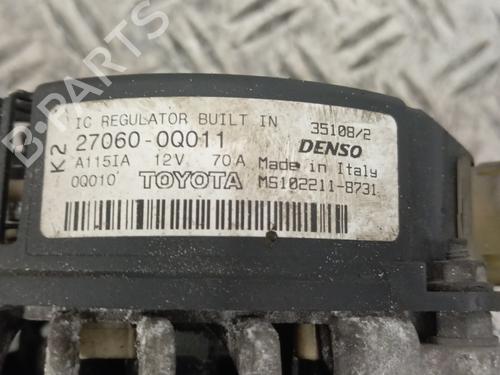 IC REGULATOR BUILT IN 35108/2
K2 27060-0Q011 DENSO
A115IA 12V 70A Made in Italy
0Q010 TOYOTA MS102211-8731
B-PARTS